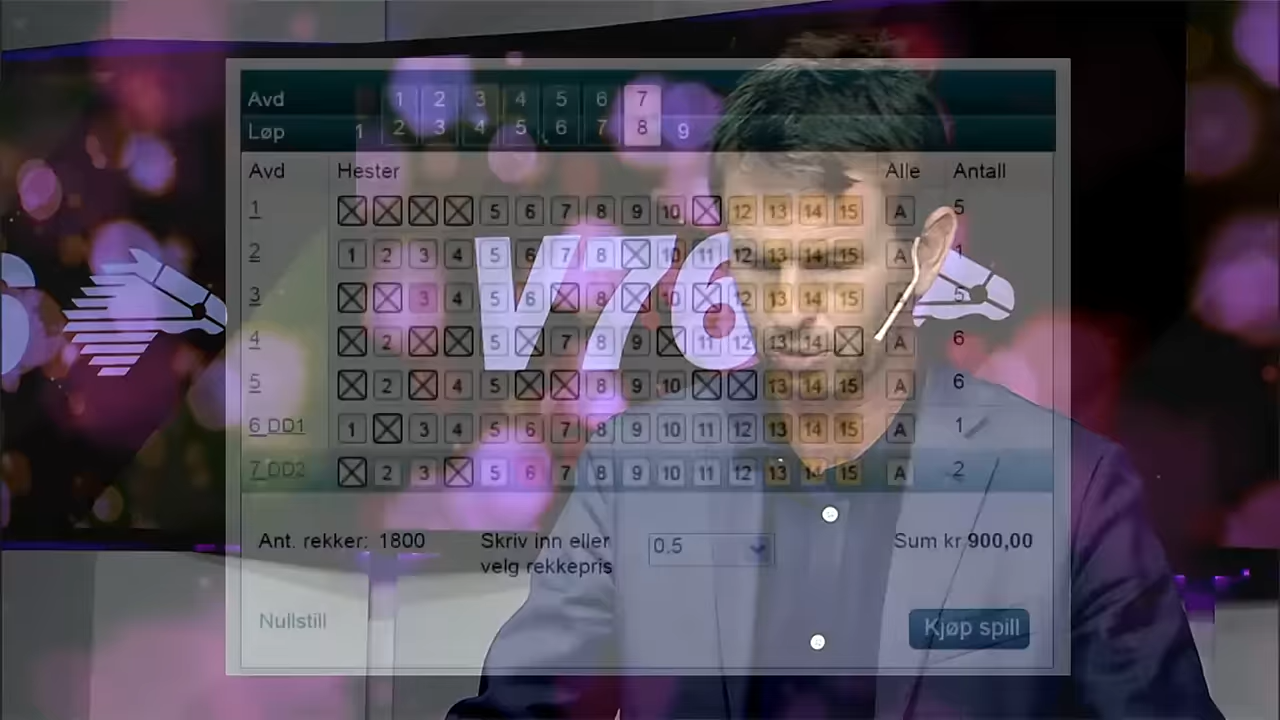 Avd 1 2 3 4 5 6 7
Løp 1 2 3 4 5 6 7 8 9
Avd Hester Alle Antall
1 5 6 7 8 9 10 12 13 14 15 A 5
2 1 2 3 4 5 6 7 8 10 11 12 13 14 15 A 1
3 3 4 5 6 8 10 12 13 14 15 A 5
4 2 5 7 8 9 11 12 13 14 A 6
5 2 4 5 8 9 10 13 14 15 A 6
6 DD1 1 3 4 5 6 7 8 9 10 11 12 13 14 15 A 1
7 DD2 2 3 5 6 7 8 9 10 11 12 13 14 15 A 2
V76
Ant. rekker: 1800 Skriv inn eller 0.5 Sum kr 900,00
velg rekkepris
Nullstill Kjøp spill